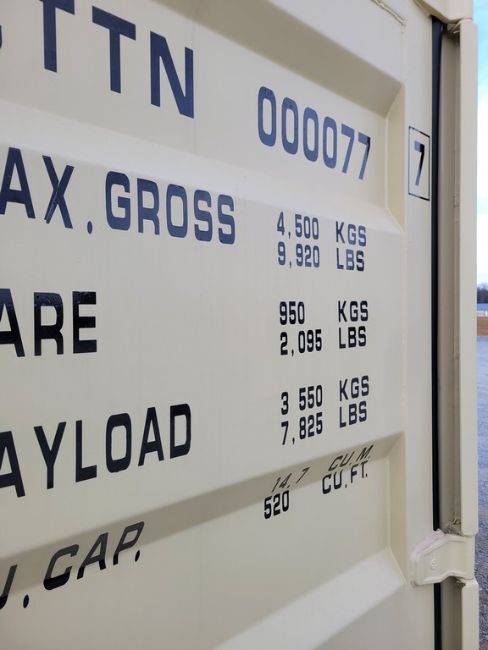 TTN 000077 7
AX.GROSS 4,500 KGS
9,920 LBS
ARE 950 KGS
2,095 LBS
AYLOAD 3 550 KGS
7,825 LBS
14,7 CU.M.
U.CAP. 520 CU.FT.